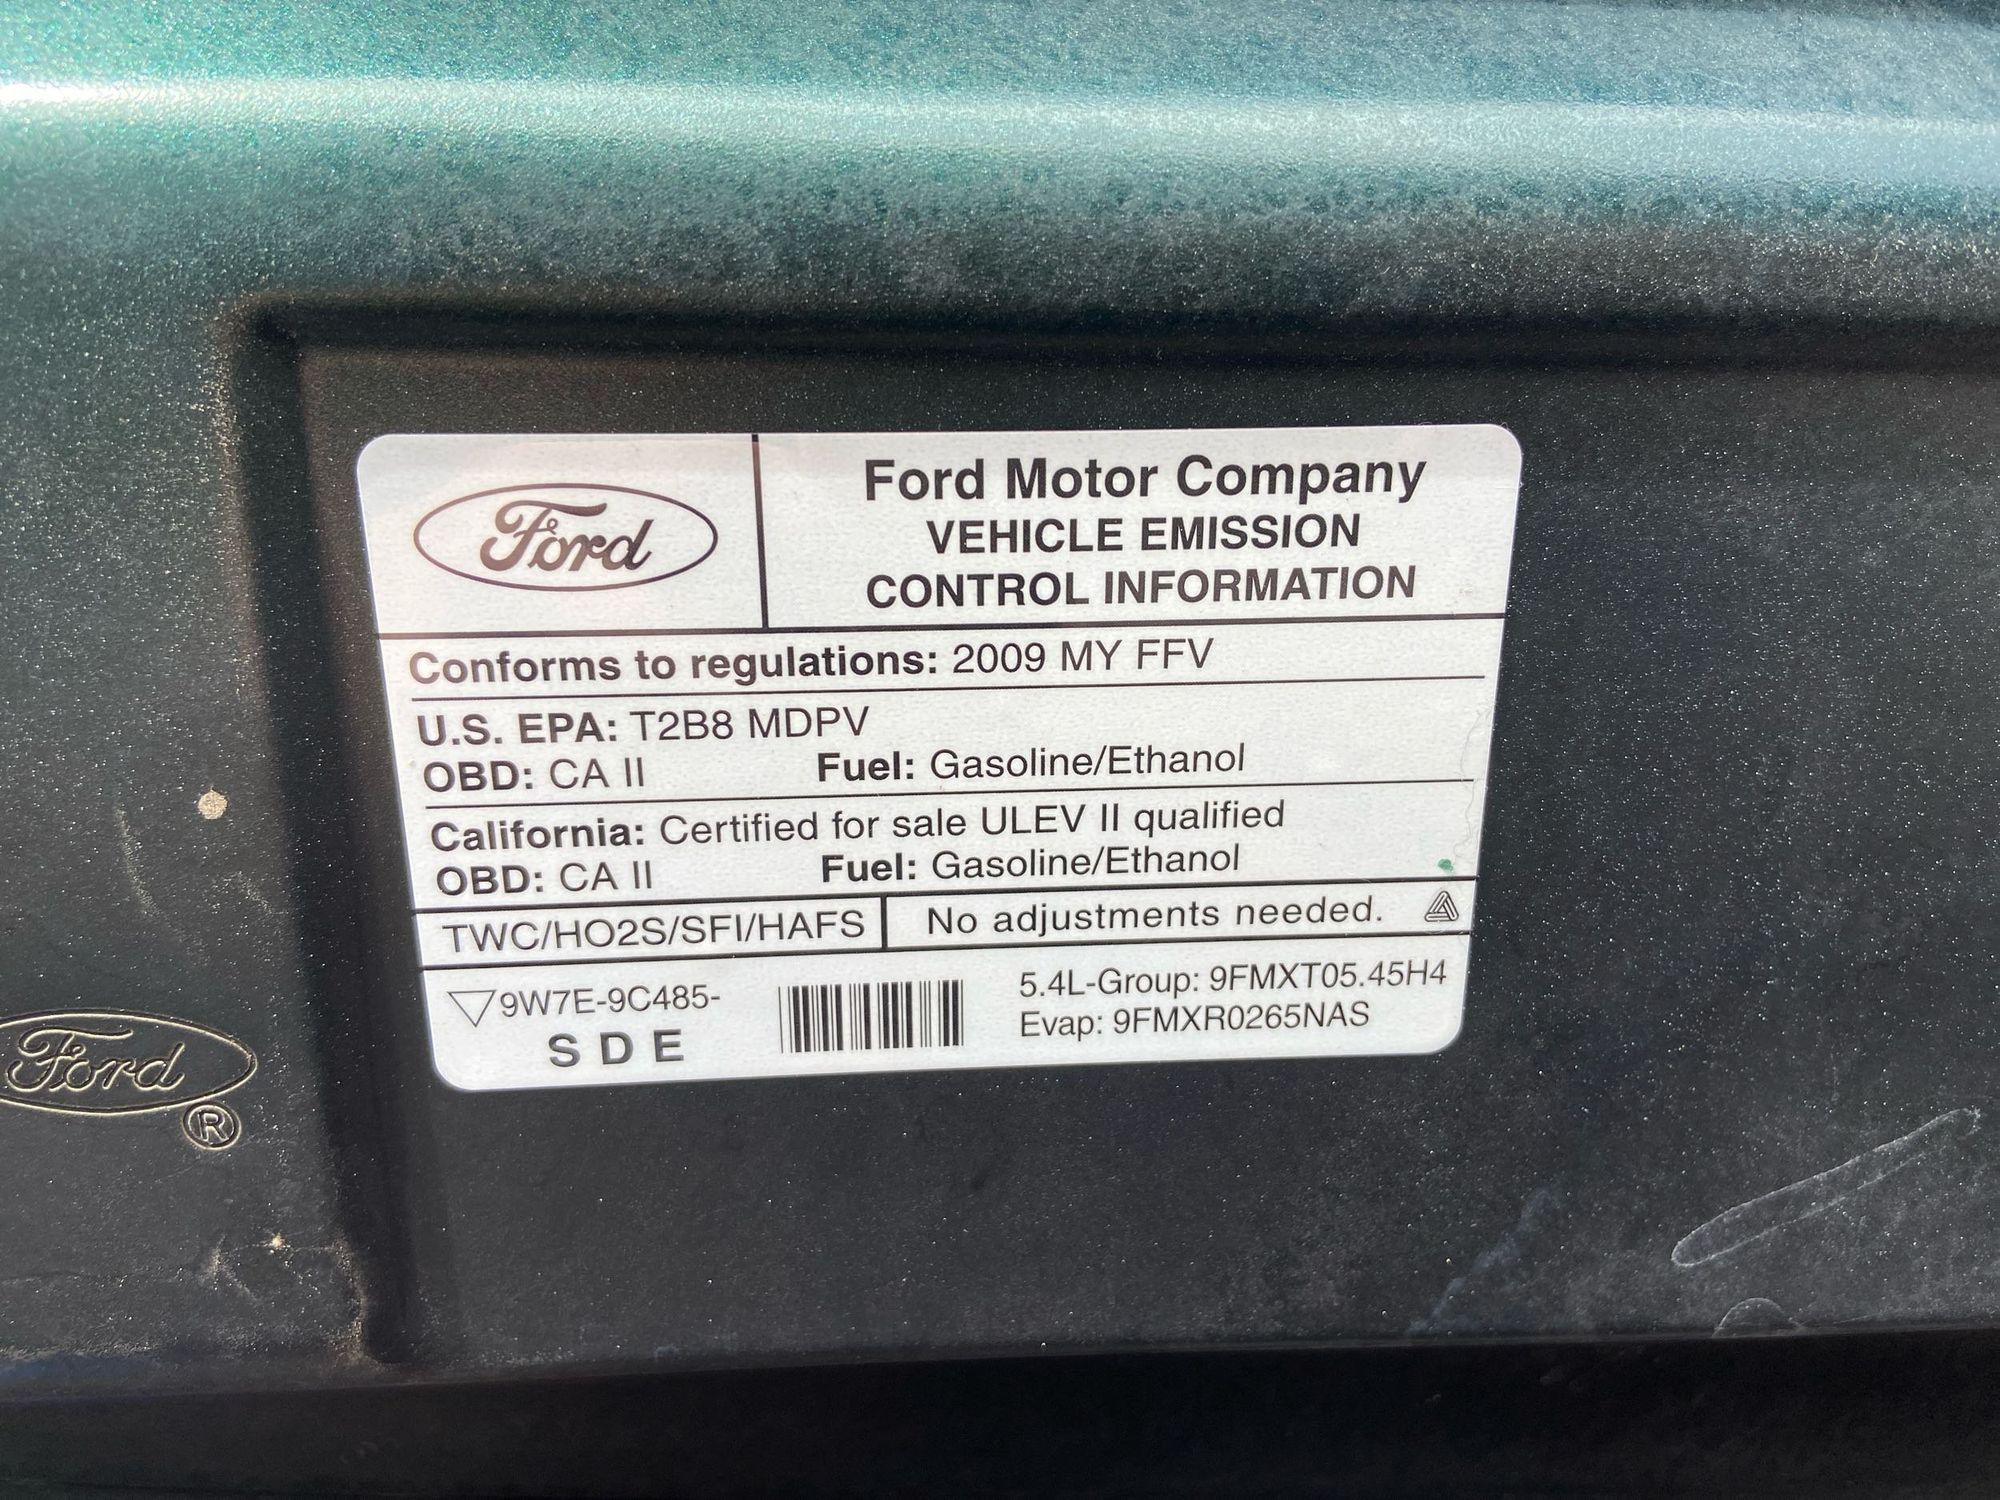 Ford
Ford Motor Company
VEHICLE EMISSION
CONTROL INFORMATION
Conforms to regulations: 2009 MY FFV
U.S. EPA: T2B8 MDPV
OBD: CA II Fuel: Gasoline/Ethanol
California: Certified for sale ULEV II qualified
OBD: CA II Fuel: Gasoline/Ethanol
TWC/HO2S/SFI/HAFS No adjustments needed.
9W7E-9C485-
S D E
5.4L-Group: 9FMXT05.45H4
Evap: 9FMXR0265NAS
Ford
®